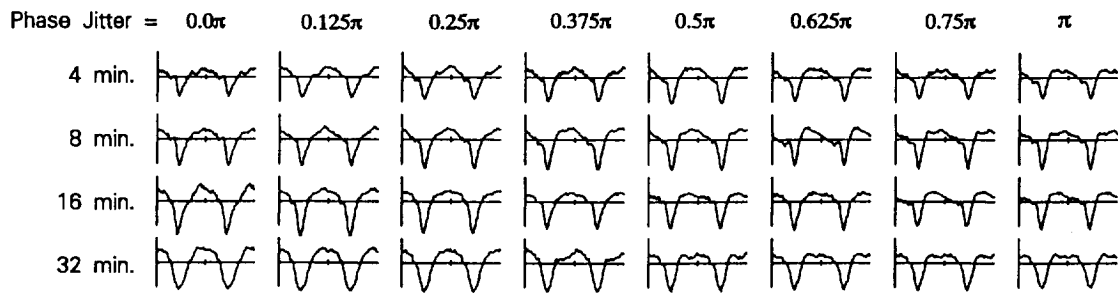 Phase Jitter = 0.0π 0.125π 0.25π 0.375π 0.5π 0.625π 0.75π π
4 min.
8 min.
16 min.
32 min.